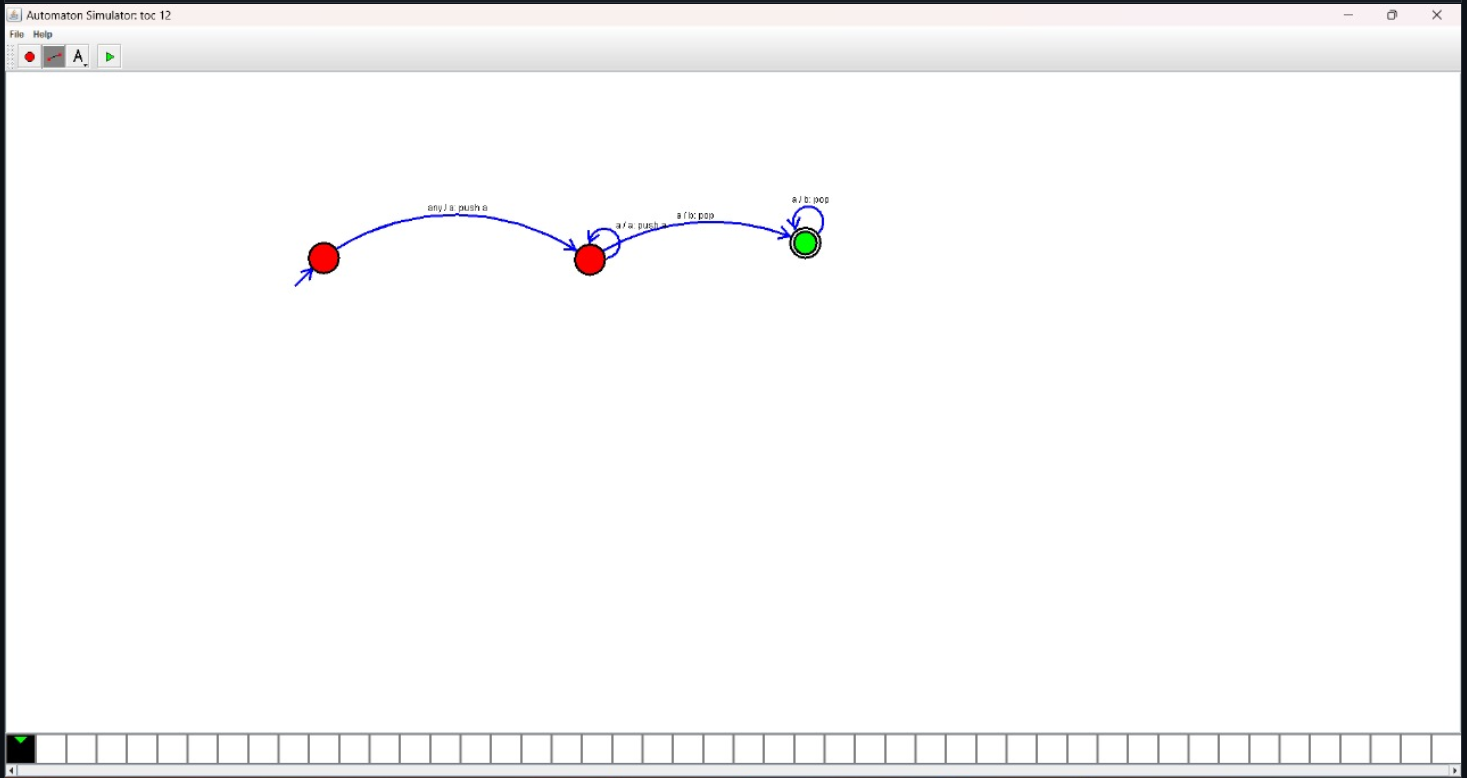 Automaton Simulator: toc 12
File Help
A
any / a: push a
a / a: push a
a / b: pop
a / b: pop